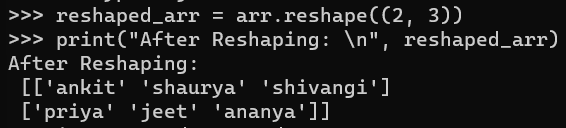 >>> reshaped_arr = arr.reshape((2, 3))
>>> print("After Reshaping: \n", reshaped_arr)
After Reshaping:
 [['ankit' 'shaurya' 'shivangi']
 ['priya' 'jeet' 'ananya']]